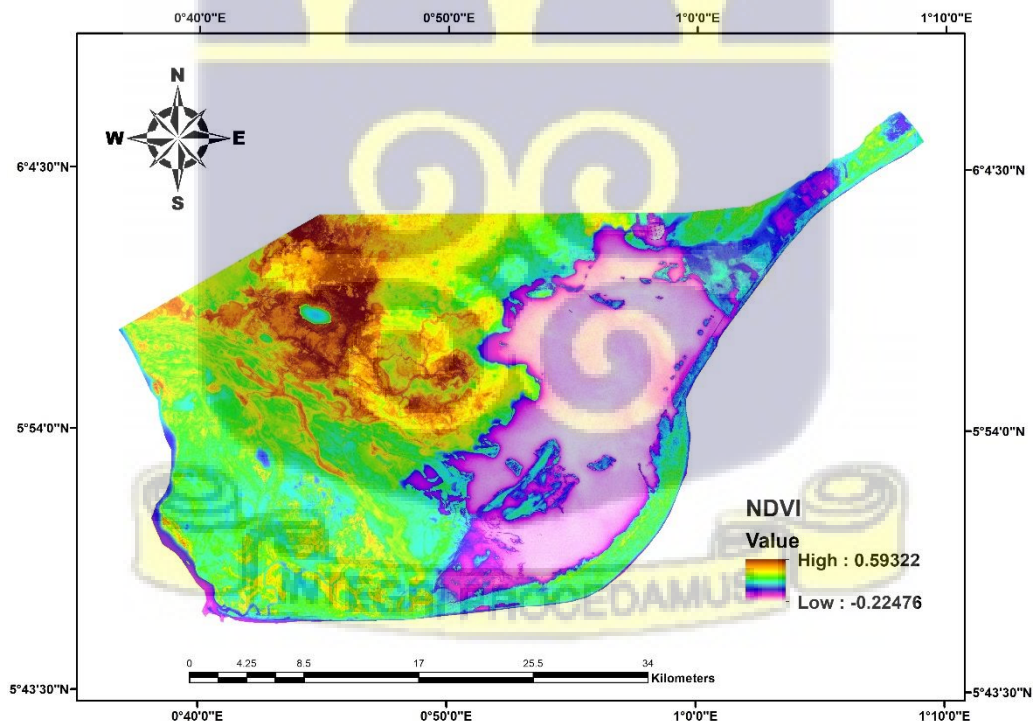 0°40'0"E 0°50'0"E 1°0'0"E 1°10'0"E
N
W E
S
6°4'30"N 6°4'30"N
5°54'0"N 5°54'0"N
NDVI
Value
High : 0.59322
Low : -0.22476
INTEGRI PROCEDAMUS
0 4.25 8.5 17 25.5 34
Kilometers
5°43'30"N 5°43'30"N
0°40'0"E 0°50'0"E 1°0'0"E 1°10'0"E